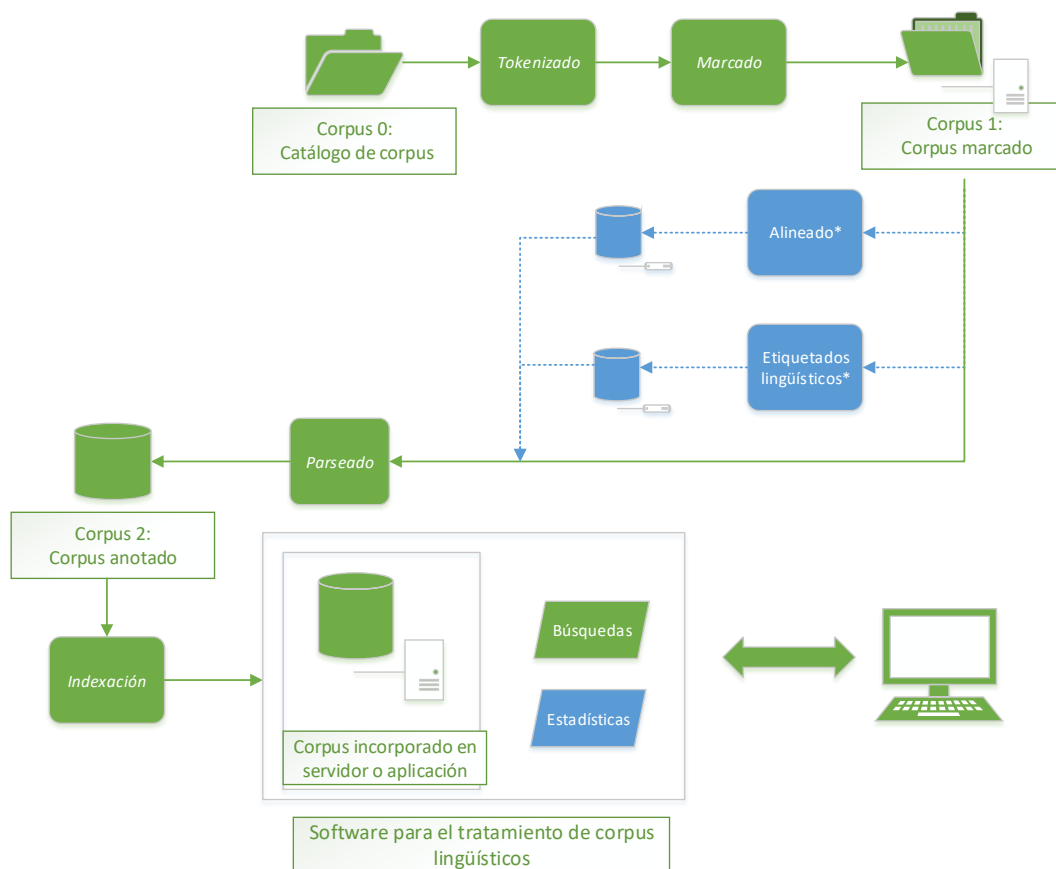 Tokenizado
Marcado
Corpus 0:
Catálogo de corpus
Corpus 1:
Corpus marcado
Alineado*
Etiquetados
lingüísticos*
Parseado
Corpus 2:
Corpus anotado
Búsquedas
Indexación
Estadísticas
Corpus incorporado en
servidor o aplicación
Software para el tratamiento de corpus
lingüísticos